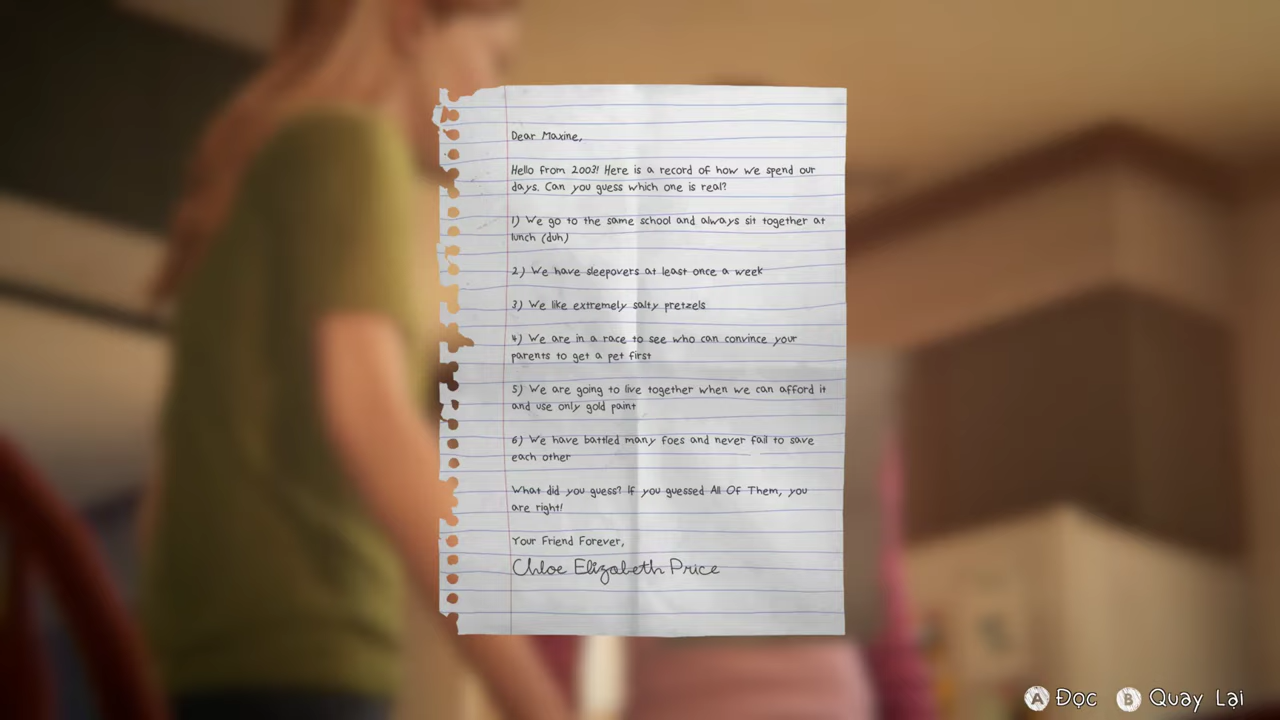 Dear Maxine,
Hello from 2003! Here is a record of how we spend our
days. Can you guess which one is real?
1) We go to the same school and always sit together at
lunch (duh)
2) We have sleepovers at least once a week
3) We like extremely salty pretzels
4) We are in a race to see who can convince your
parents to get a pet first
5) We are going to live together when we can afford it
and use only gold paint
6) We have battled many foes and never fail to save
each other
What did you guess? If you guessed All Of Them, you
are right!
Your Friend Forever,
Chloe Elizabeth Price
A Đọc B Quay Lại